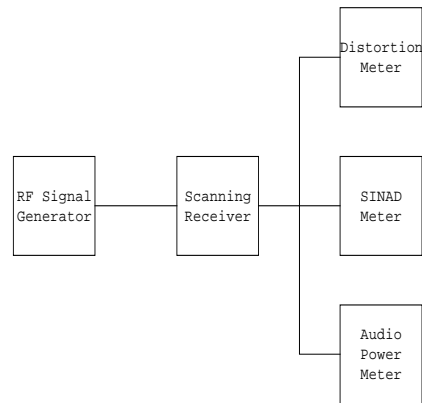 Distortion
Meter
RF Signal
Generator
Scanning
Receiver
SINAD
Meter
Audio
Power
Meter